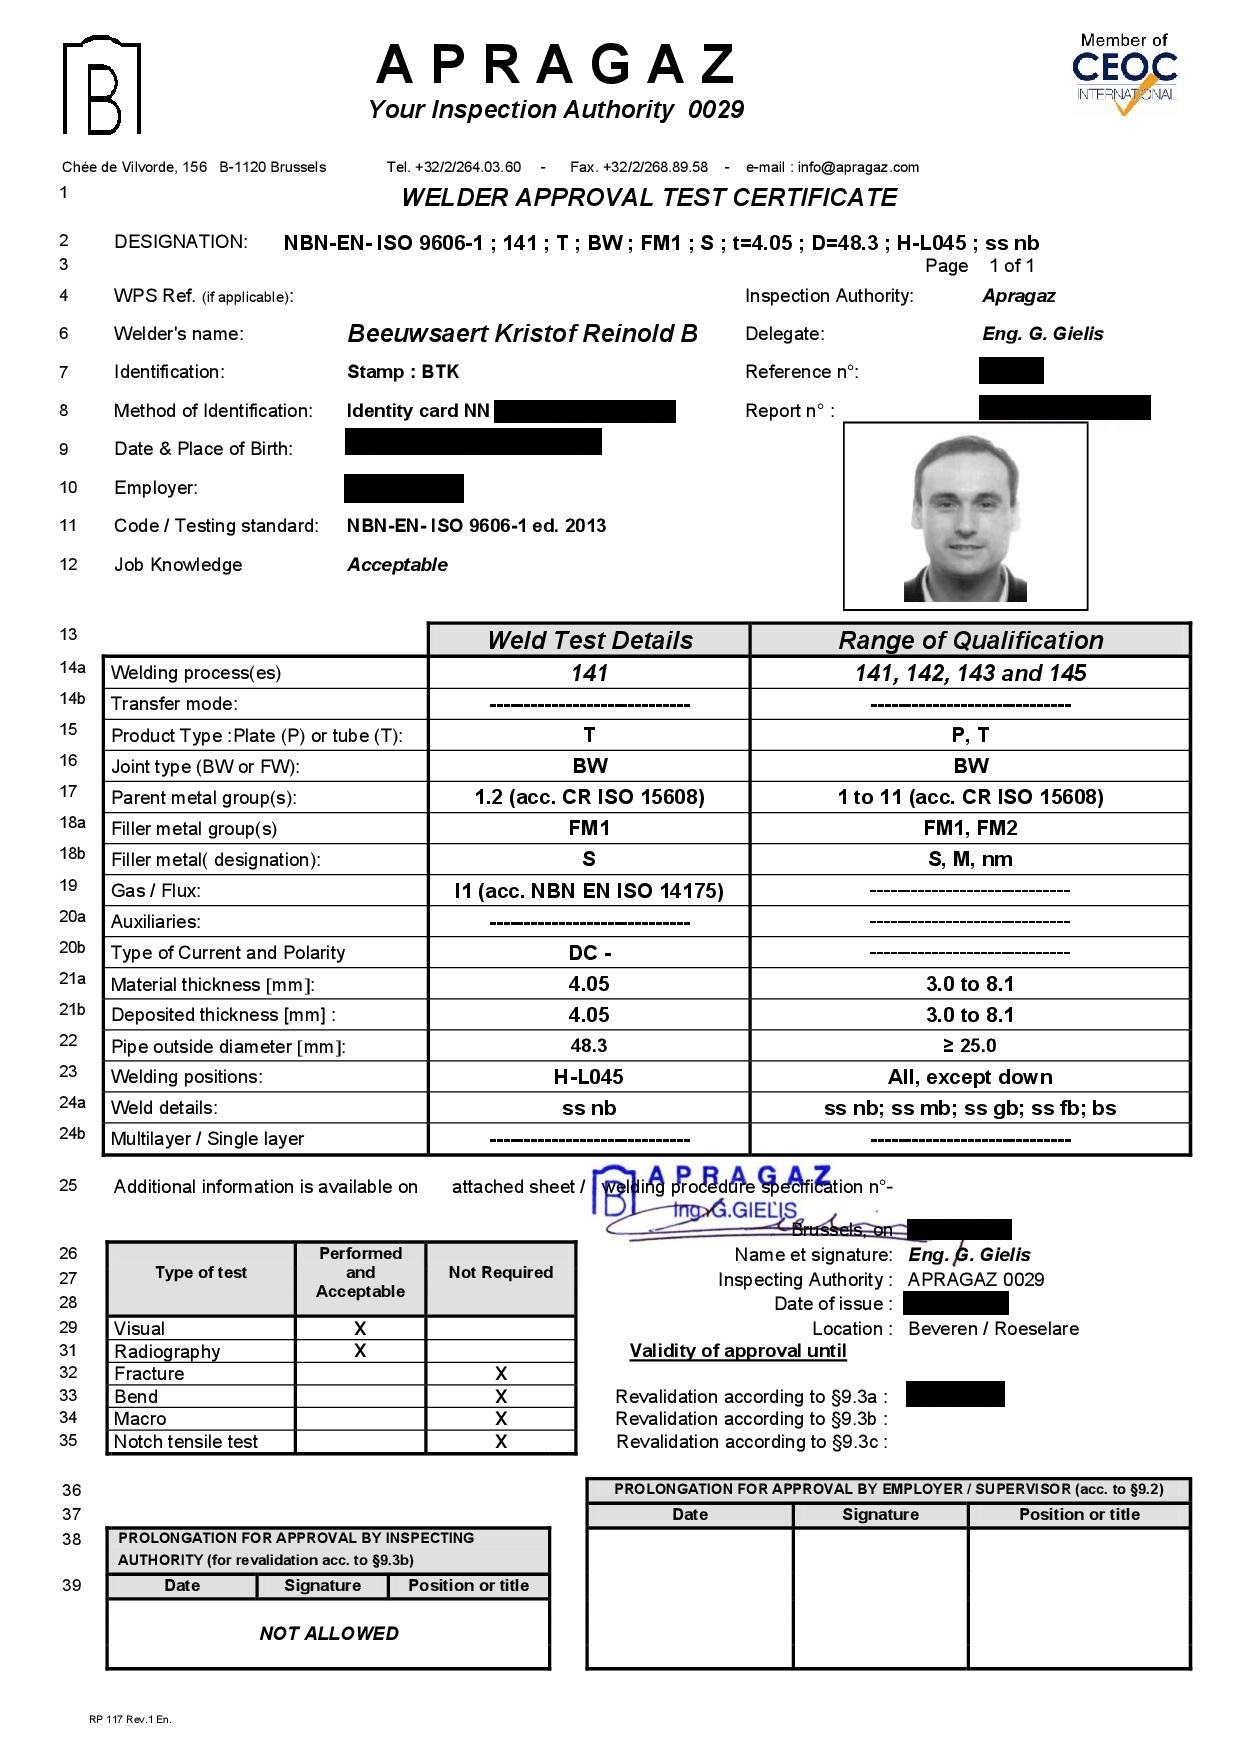 B
A P R A G A Z
Your Inspection Authority 0029
Member of
CEOC
INTERNATIONAL
Chée de Vilvorde, 156 B-1120 Brussels Tel. +32/2/264.03.60 - Fax. +32/2/268.89.58 - e-mail : info@apragaz.com
1 WELDER APPROVAL TEST CERTIFICATE
2 DESIGNATION: NBN-EN- ISO 9606-1 ; 141 ; T ; BW ; FM1 ; S ; t=4.05 ; D=48.3 ; H-L045 ; ss nb
3 Page 1 of 1
4 WPS Ref. (if applicable): Inspection Authority: Apragaz
6 Welder's name: Beeuwsaert Kristof Reinold B Delegate: Eng. G. Gielis
7 Identification: Stamp : BTK Reference n°:
8 Method of Identification: Identity card NN Report n° :
9 Date & Place of Birth:
10 Employer:
11 Code / Testing standard: NBN-EN- ISO 9606-1 ed. 2013
12 Job Knowledge Acceptable
13 Weld Test Details Range of Qualification
14a Welding process(es) 141 141, 142, 143 and 145
14b Transfer mode: ------------------------------ ------------------------------
15 Product Type :Plate (P) or tube (T): T P, T
16 Joint type (BW or FW): BW BW
17 Parent metal group(s): 1.2 (acc. CR ISO 15608) 1 to 11 (acc. CR ISO 15608)
18a Filler metal group(s) FM1 FM1, FM2
18b Filler metal( designation): S S, M, nm
19 Gas / Flux: I1 (acc. NBN EN ISO 14175) ------------------------------
20a Auxiliaries: ------------------------------ ------------------------------
20b Type of Current and Polarity DC - ------------------------------
21a Material thickness [mm]: 4.05 3.0 to 8.1
21b Deposited thickness [mm] : 4.05 3.0 to 8.1
22 Pipe outside diameter [mm]: 48.3 ≥ 25.0
23 Welding positions: H-L045 All, except down
24a Weld details: ss nb ss nb; ss mb; ss gb; ss fb; bs
24b Multilayer / Single layer ------------------------------ ------------------------------
B APRAGAZ
25 Additional information is available on attached sheet / welding procedure specification n°-
Ing. G.GIELIS
Brussels, on
26 Type of test Performed and Acceptable Not Required Name et signature: Eng. G. Gielis
27 Inspecting Authority : APRAGAZ 0029
28 Date of issue :
29 Visual X Location : Beveren / Roeselare
31 Radiography X Validity of approval until
32 Fracture X
33 Bend X Revalidation according to §9.3a :
34 Macro X Revalidation according to §9.3b :
35 Notch tensile test X Revalidation according to §9.3c :
36 PROLONGATION FOR APPROVAL BY EMPLOYER / SUPERVISOR (acc. to §9.2)
37 Date Signature Position or title
38 PROLONGATION FOR APPROVAL BY INSPECTING
AUTHORITY (for revalidation acc. to §9.3b)
39 Date Signature Position or title
NOT ALLOWED
RP 117 Rev.1 En.